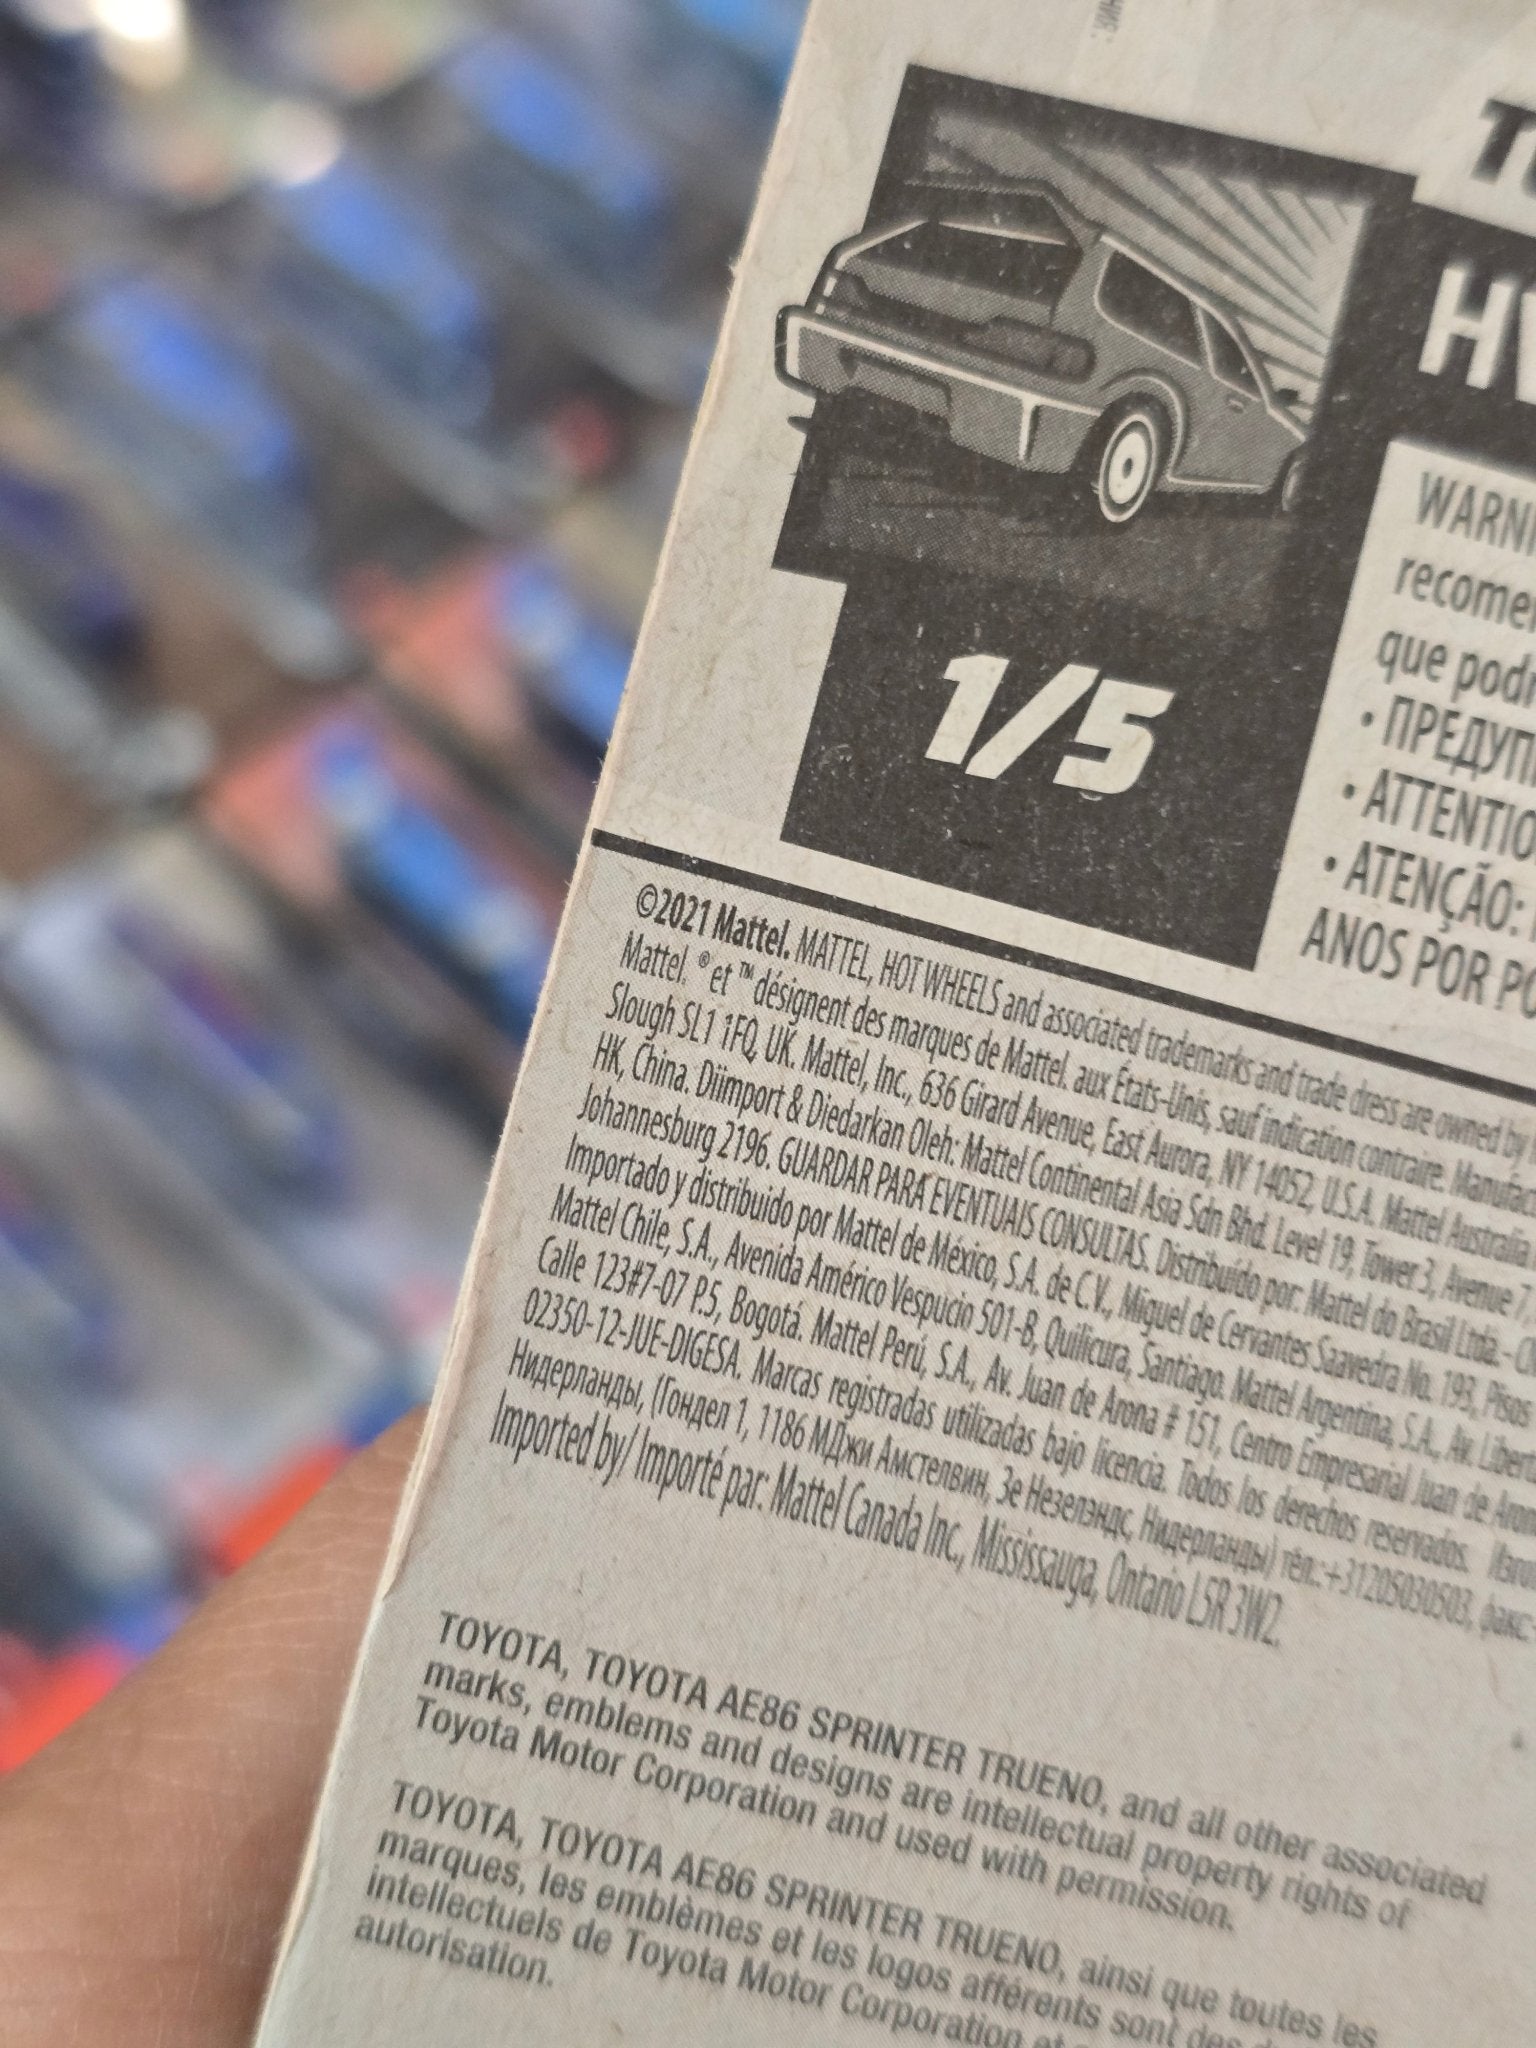 HW
1/5
WARNI
recomen
que podr
• ПРЕДУП
• ATTENTIO
• ATENÇÃO:
ANOS POR PO
©2021 Mattel. MATTEL, HOT WHEELS and associated trademarks and trade dress are owned by
Mattel. ® et ™ désignent des marques de Mattel. aux États-Unis, sauf indication contraire. Manufac
Slough SL1 1FQ, UK. Mattel, Inc., 636 Girard Avenue, East Aurora, NY 14052, U.S.A. Mattel Australia
HK, China. Diimport & Diedarkan Oleh: Mattel Continental Asia Sdn Bhd. Level 19, Tower 3, Avenue 7,
Johannesburg 2196. GUARDAR PARA EVENTUAIS CONSULTAS. Distribuído por: Mattel do Brasil Ltda.-
Importado y distribuido por Mattel de México, S.A. de C.V., Miguel de Cervantes Saavedra No. 193, Pisos
Mattel Chile, S.A., Avenida Américo Vespucio 501-B, Quilicura, Santiago. Mattel Argentina, S.A., Av. Libert
Calle 123#7-07 P.5, Bogotá. Mattel Perú, S.A., Av. Juan de Arona # 151, Centro Empresarial Juan de Aron
02350-12-JUE-DIGESA. Marcas registradas utilizadas bajo licencia. Todos los derechos reservados.
Нидерланды, (Гондел 1, 1186 МДжи Амстелвин, Зе Незелэндс, Нидерланды) тел.:+31205030503, факс:
Imported by/ Importé par: Mattel Canada Inc., Mississauga, Ontario L5R 3W2.
TOYOTA, TOYOTA AE86 SPRINTER TRUENO, and all other associated
marks, emblems and designs are intellectual property rights of
Toyota Motor Corporation and used with permission.
TOYOTA, TOYOTA AE86 SPRINTER TRUENO, ainsi que toutes les
marques, les emblèmes et les logos afférents sont des
intellectuels de Toyota Motor Corporation et
autorisation.